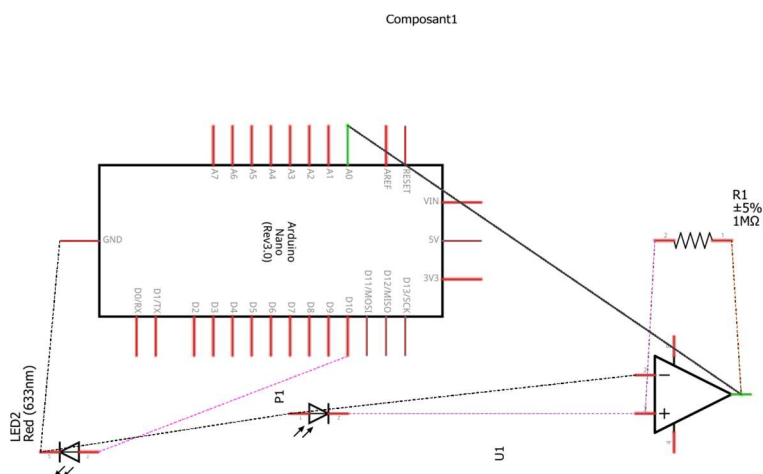 Composant1
A7
A6
A5
A4
A3
A2
A1
A0
AREF
RESET
VIN
5V
3V3
GND
Arduino
Nano
(Rev3.0)
D0/RX
D1/TX
D2
D3
D4
D5
D6
D7
D8
D9
D10
D11/MOSI
D12/MISO
D13/SCK
R1
±5%
1MΩ
2
1
P1
LED2
Red (633nm)
U1
−
+